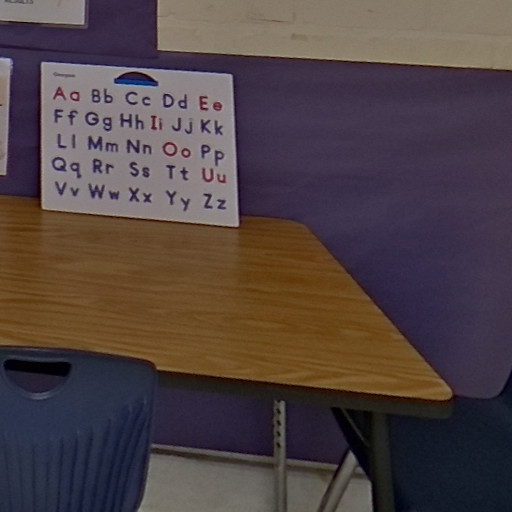 Aa Bb Cc Dd Ee
Ff Gg Hh Ii Jj Kk
Ll Mm Nn Oo Pp
Qq Rr Ss Tt Uu
Vv Ww Xx Yy Zz